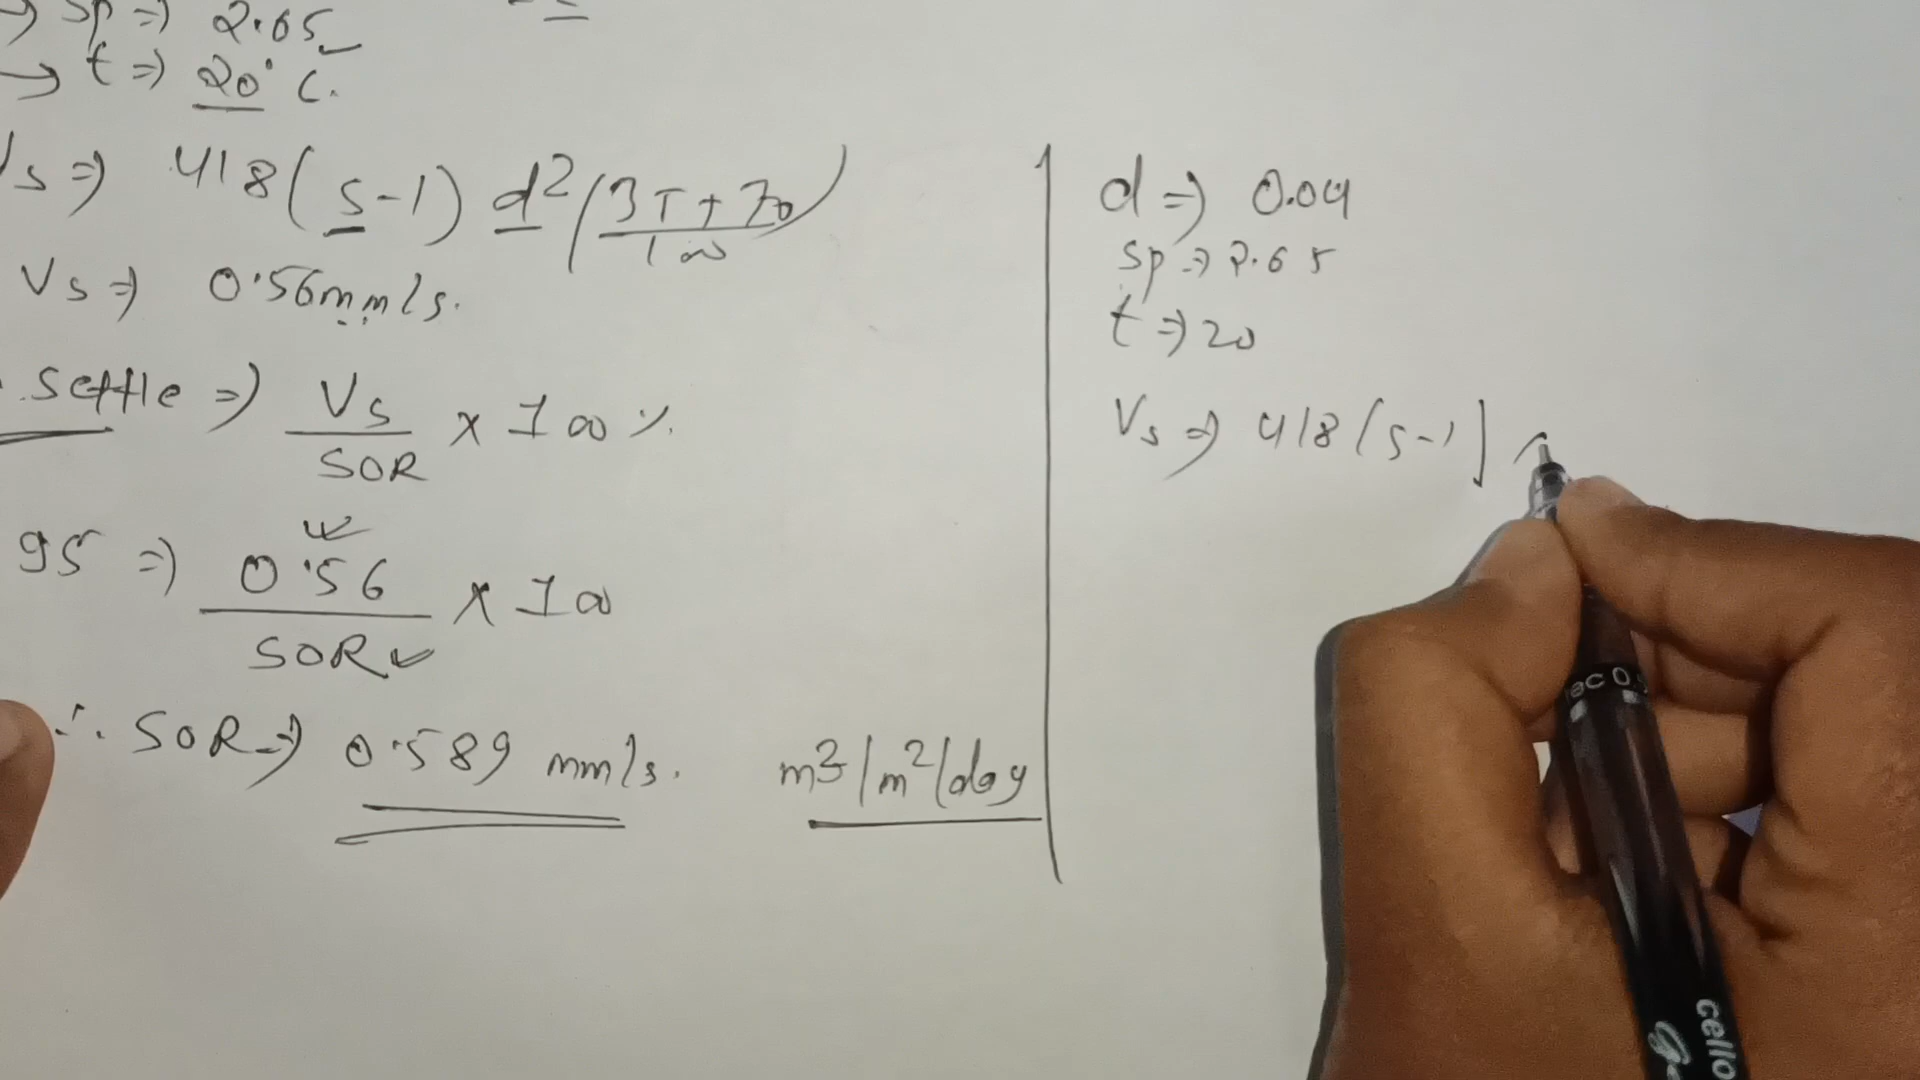 → sp ⇒ 2.65
→ t ⇒ 20°C.
Vs ⇒ 418(s-1) d²(3T+70/100)
Vs ⇒ 0.56mm/s.
settle ⇒ Vs/SOR × 100%
95 ⇒ 0.56/SOR × 100
∴ SOR ⇒ 0.589 mm/s. m³/m²/day
d ⇒ 0.04
sp ⇒ 2.65
t ⇒ 20
Vs ⇒ 418(s-1)
cello